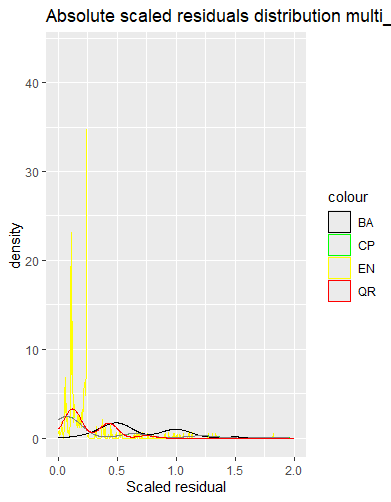 Absolute scaled residuals distribution multi_
40
30
20
10
0
density
0.0 0.5 1.0 1.5 2.0
Scaled residual
colour
BA
CP
EN
QR